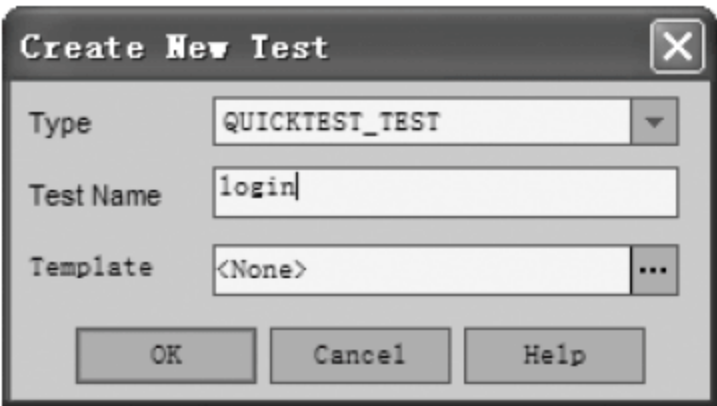 Create New Test
Type QUICKTEST_TEST
Test Name login
Template <None> ...
OK Cancel Help